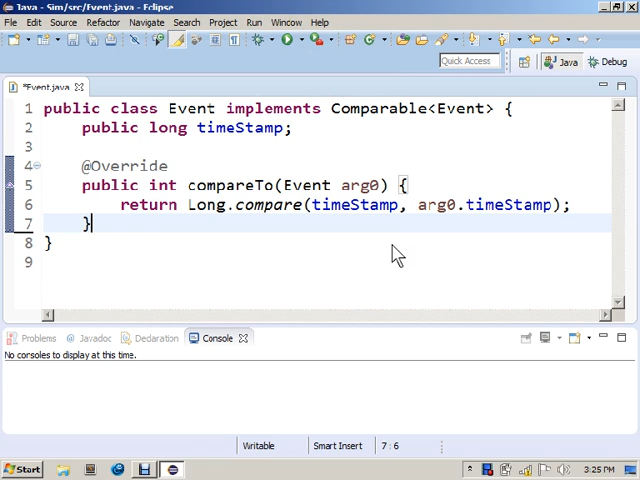 Java - Sim/src/Event.java - Eclipse
File Edit Source Refactor Navigate Search Project Run Window Help
Quick Access Java Debug
*Event.java
1 public class Event implements Comparable<Event> {
2 public long timeStamp;
3
4 @Override
5 public int compareTo(Event arg0) {
6 return Long.compare(timeStamp, arg0.timeStamp);
7 }
8 }
9
Problems @ Javadoc Declaration Console
No consoles to display at this time.
Writable Smart Insert 7 : 6
Start 3:25 PM